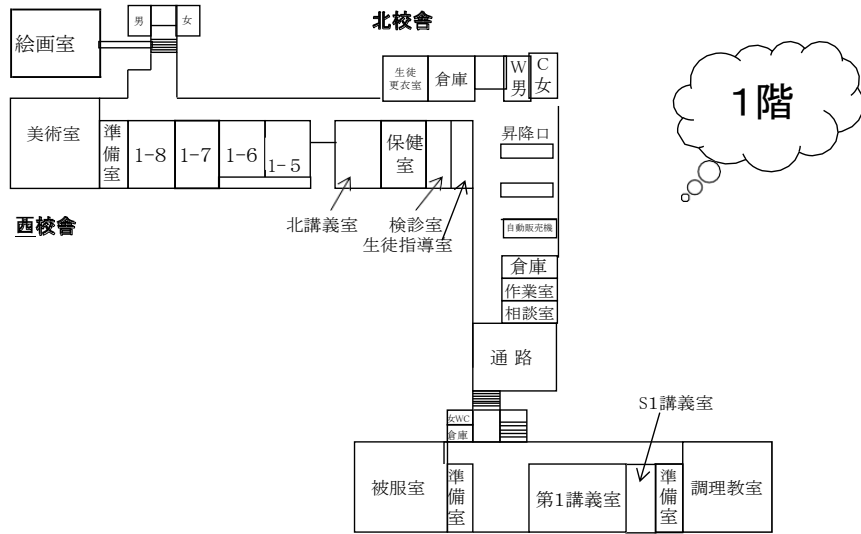 北校舎
男
女
絵画室
生徒
更衣室
倉庫
W
男
C
女
1階
美術室
準
備
室
1-8
1-7
1-6
1-5
保健
室
昇降口
西校舎
北講義室
検診室
生徒指導室
自動販売機
倉庫
作業室
相談室
通 路
S1講義室
女WC
倉庫
被服室
準
備
室
第1講義室
準
備
室
調理教室